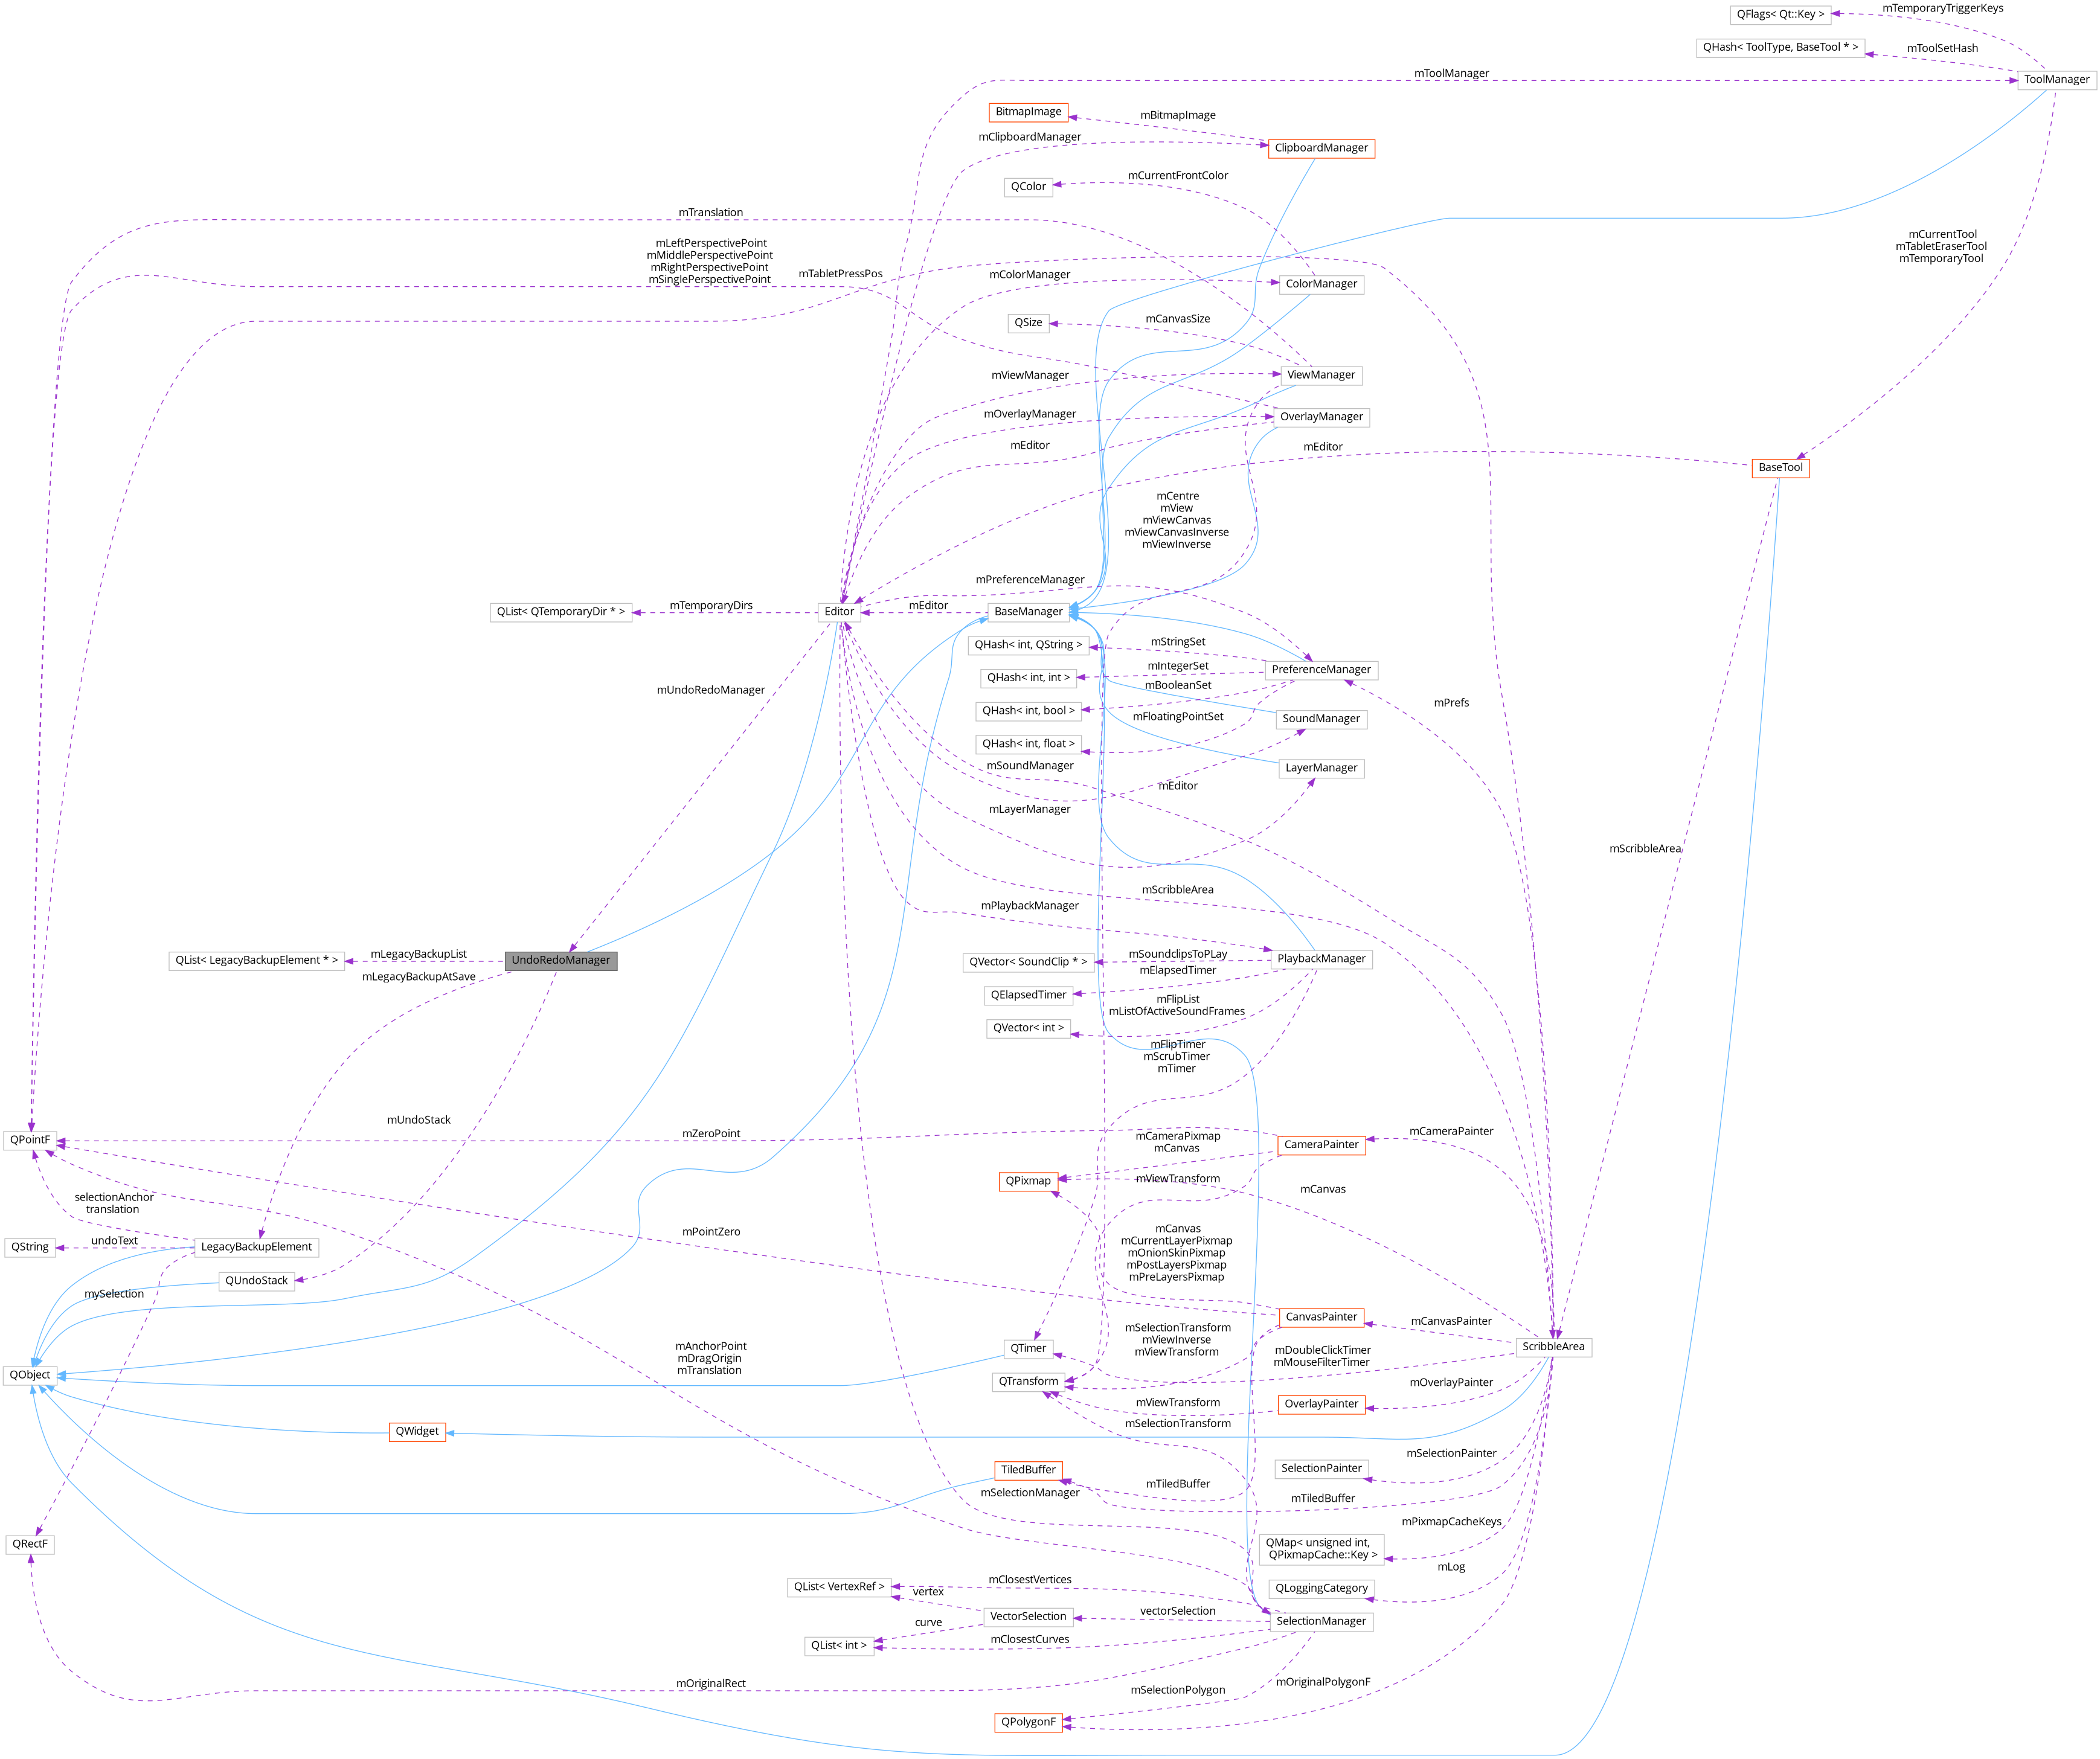 mTemporaryTriggerKeys
QFlags< Qt::Key >
mToolSetHash
QHash< ToolType, BaseTool * >
mToolManager
ToolManager
BitmapImage
mBitmapImage
mClipboardManager
ClipboardManager
mCurrentFrontColor
QColor
mTranslation
mCurrentTool
mTabletEraserTool
mTemporaryTool
mLeftPerspectivePoint
mMiddlePerspectivePoint
mRightPerspectivePoint
mSinglePerspectivePoint
mTabletPressPos
mColorManager
ColorManager
QSize
mCanvasSize
mViewManager
ViewManager
mOverlayManager
OverlayManager
mEditor
mEditor
BaseTool
mCentre
mView
mViewCanvas
mViewCanvasInverse
mViewInverse
mPreferenceManager
QList< QTemporaryDir * >
mTemporaryDirs
Editor
mEditor
BaseManager
QHash< int, QString >
mStringSet
PreferenceManager
QHash< int, int >
mIntegerSet
mBooleanSet
QHash< int, bool >
mUndoRedoManager
mPrefs
mFloatingPointSet
SoundManager
QHash< int, float >
mSoundManager
LayerManager
mEditor
mLayerManager
mScribbleArea
mScribbleArea
mPlaybackManager
QList< LegacyBackupElement * >
mLegacyBackupList
UndoRedoManager
mLegacyBackupAtSave
QVector< SoundClip * >
mSoundclipsToPLay
PlaybackManager
mElapsedTimer
QElapsedTimer
mFlipList
mListOfActiveSoundFrames
QVector< int >
mFlipTimer
mScrubTimer
mTimer
mUndoStack
QPointF
mZeroPoint
mCameraPixmap
mCanvas
CameraPainter
mCameraPainter
QPixmap
mViewTransform
mCanvas
selectionAnchor
translation
QString
undoText
LegacyBackupElement
mPointZero
mCanvas
mCurrentLayerPixmap
mOnionSkinPixmap
mPostLayersPixmap
mPreLayersPixmap
QUndoStack
mySelection
CanvasPainter
mCanvasPainter
mSelectionTransform
mViewInverse
mViewTransform
QTimer
mDoubleClickTimer
mMouseFilterTimer
ScribbleArea
mAnchorPoint
mDragOrigin
mTranslation
QObject
QTransform
mOverlayPainter
mViewTransform
OverlayPainter
mSelectionTransform
QWidget
mSelectionPainter
TiledBuffer
SelectionPainter
mTiledBuffer
mSelectionManager
mTiledBuffer
mPixmapCacheKeys
QRectF
QMap< unsigned int,
QPixmapCache::Key >
mLog
QLoggingCategory
QList< VertexRef >
mClosestVertices
vertex
VectorSelection
vectorSelection
SelectionManager
curve
QList< int >
mClosestCurves
mOriginalRect
mOriginalPolygonF
mSelectionPolygon
QPolygonF